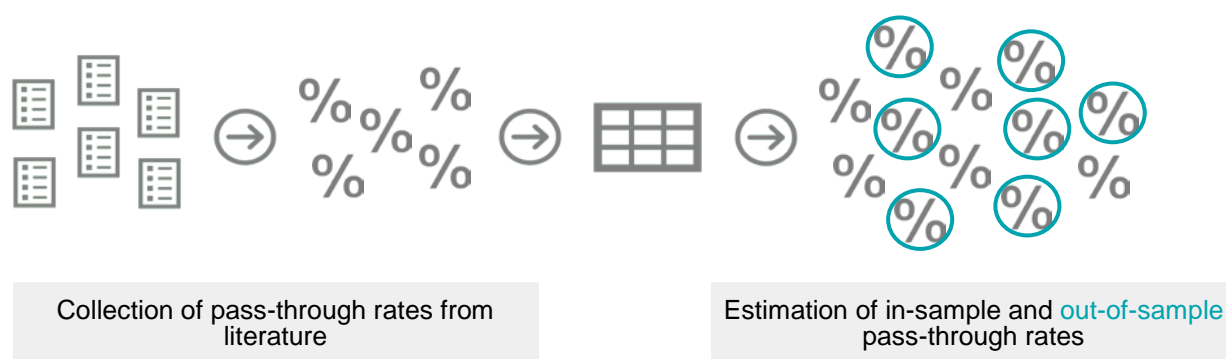 % % % % %
% % % % % % % % % % % % %
Collection of pass-through rates from
literature
Estimation of in-sample and out-of-sample
pass-through rates